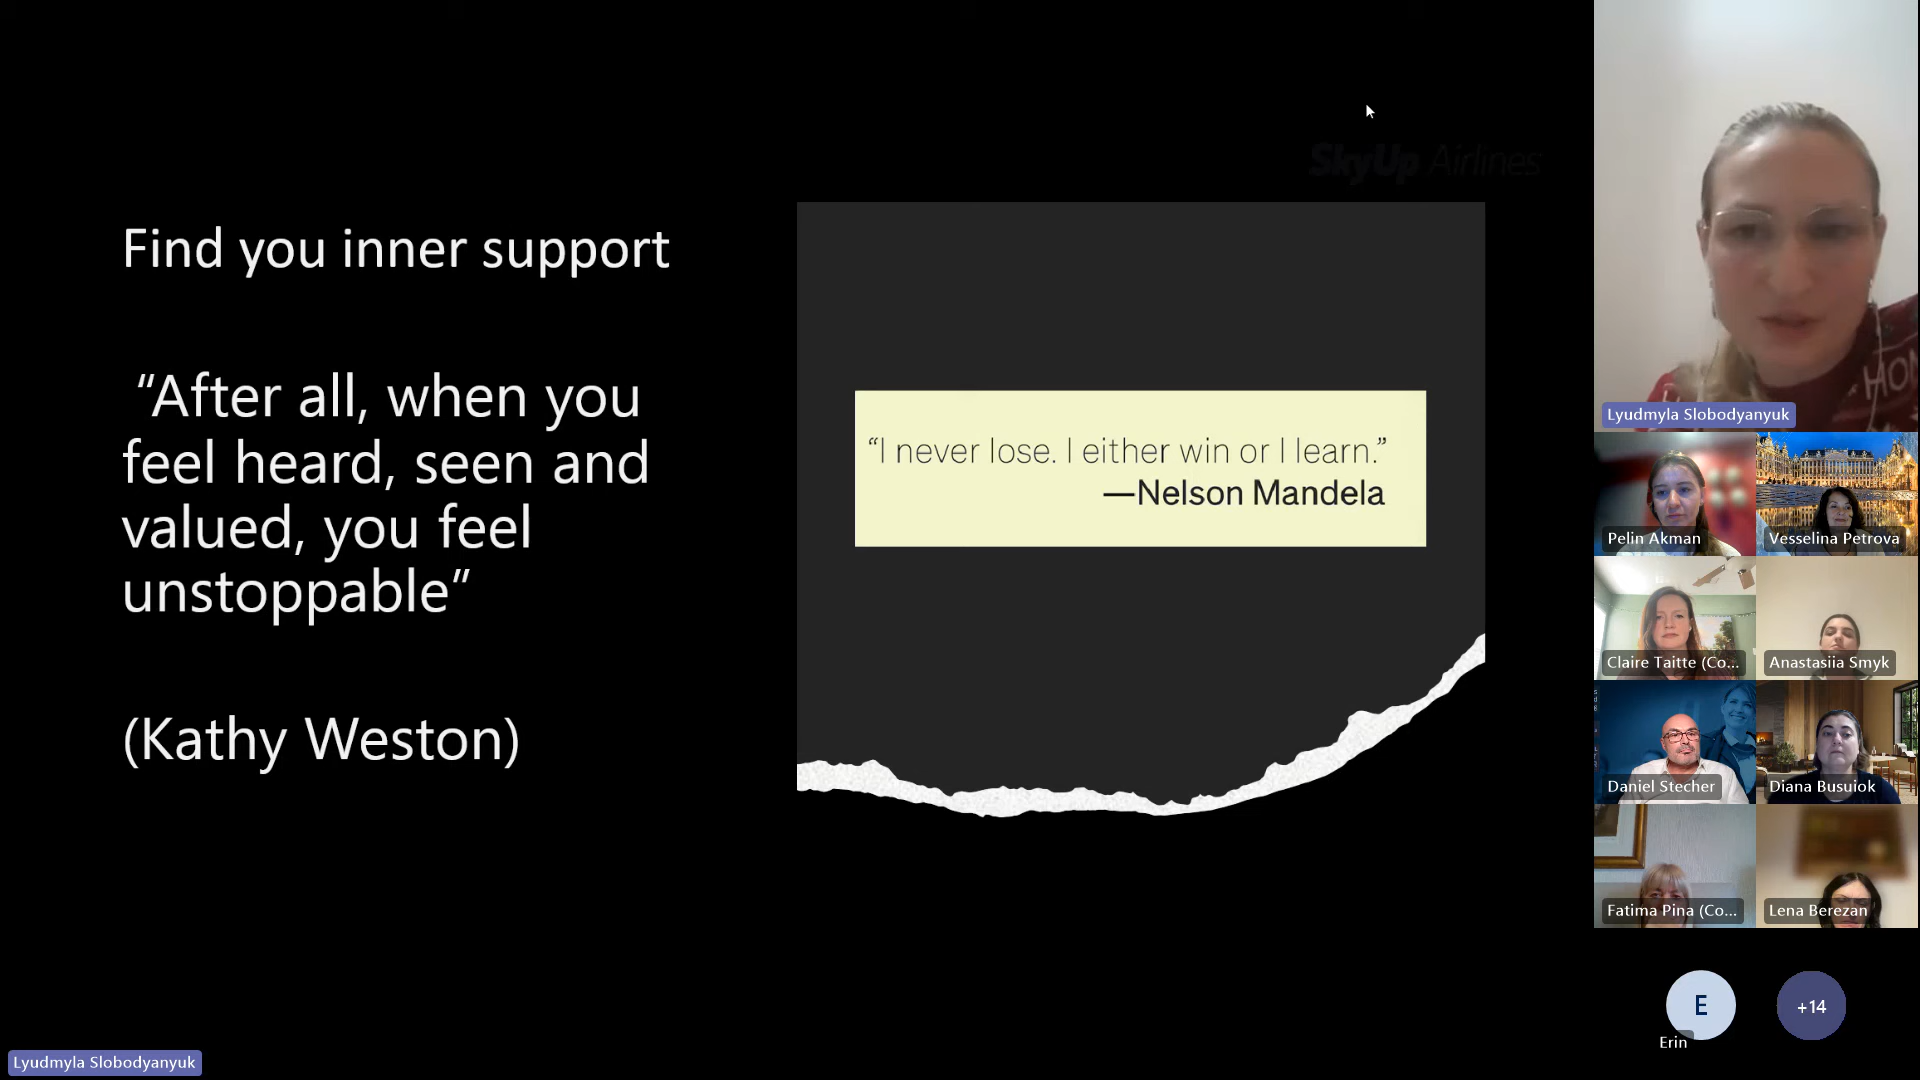 SkyUp Airlines
Find you inner support
“After all, when you
feel heard, seen and
valued, you feel
unstoppable”
(Kathy Weston)
“I never lose. I either win or I learn.”
—Nelson Mandela
HO
Lyudmyla Slobodyanyuk
Pelin Akman
Vesselina Petrova
Claire Taitte (Co...
Anastasiia Smyk
Daniel Stecher
Diana Busuiok
Fatima Pina (Co...
Lena Berezan
E
+14
Erin
Lyudmyla Slobodyanyuk